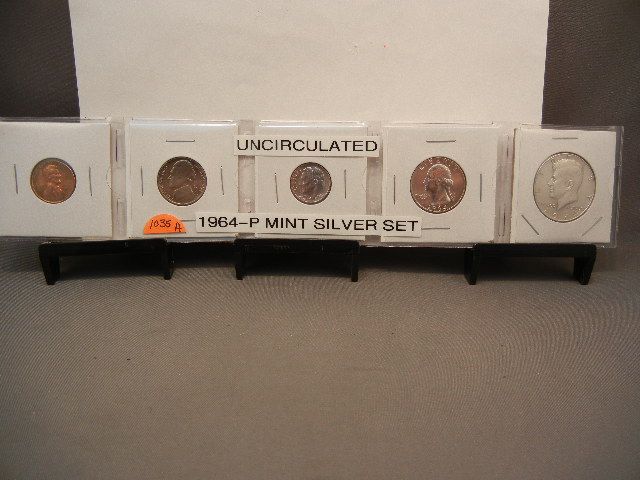 UNCIRCULATED
1035 A
1964-P MINT SILVER SET